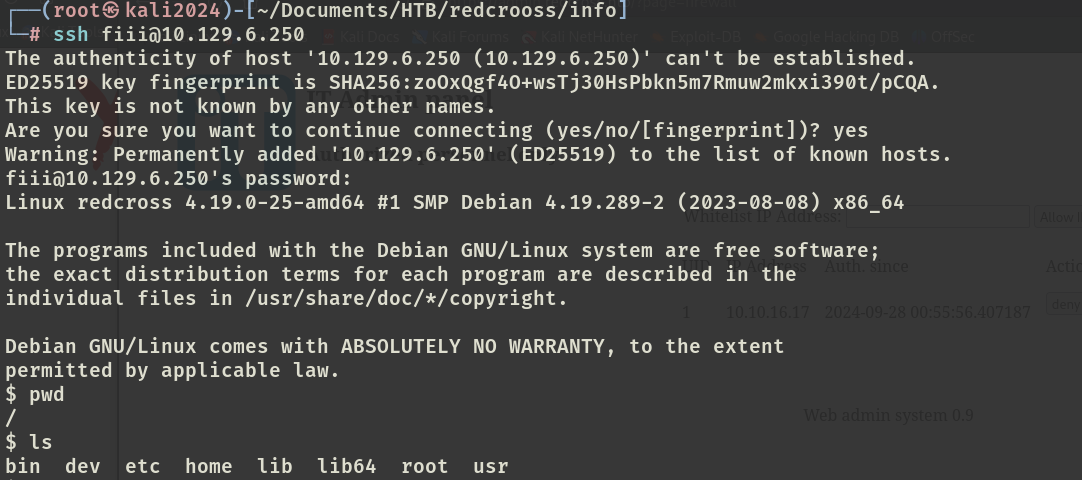 ┌──(root㉿kali2024)-[~/Documents/HTB/redcrooss/info]
└─# ssh fiii@10.129.6.250
Kali Docs Kali Forums Kali NetHunter Exploit-DB Google Hacking DB OffSec
The authenticity of host '10.129.6.250 (10.129.6.250)' can't be established.
ED25519 key fingerprint is SHA256:zoOxQgf4O+wsTj30HsPbkn5m7Rmuw2mkxi390t/pCQA.
This key is not known by any other names.
Are you sure you want to continue connecting (yes/no/[fingerprint])? yes
Warning: Permanently added '10.129.6.250' (ED25519) to the list of known hosts.
fiii@10.129.6.250's password:
Linux redcross 4.19.0-25-amd64 #1 SMP Debian 4.19.289-2 (2023-08-08) x86_64
Whitelist IP Address: Allow
The programs included with the Debian GNU/Linux system are free software;
the exact distribution terms for each program are described in the
Address Auth. since Actio
individual files in /usr/share/doc/*/copyright.
1 10.10.16.17 2024-09-28 00:55:56.407187 deny
Debian GNU/Linux comes with ABSOLUTELY NO WARRANTY, to the extent
permitted by applicable law.
$ pwd
/
Web admin system 0.9
$ ls
bin dev etc home lib lib64 root usr